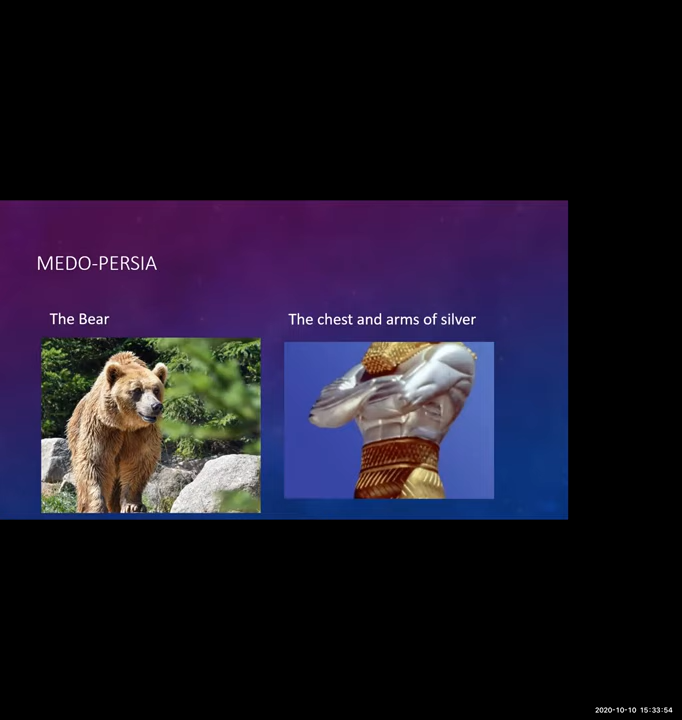 MEDO-PERSIA
The Bear
The chest and arms of silver
2020-10-10 15:33:54